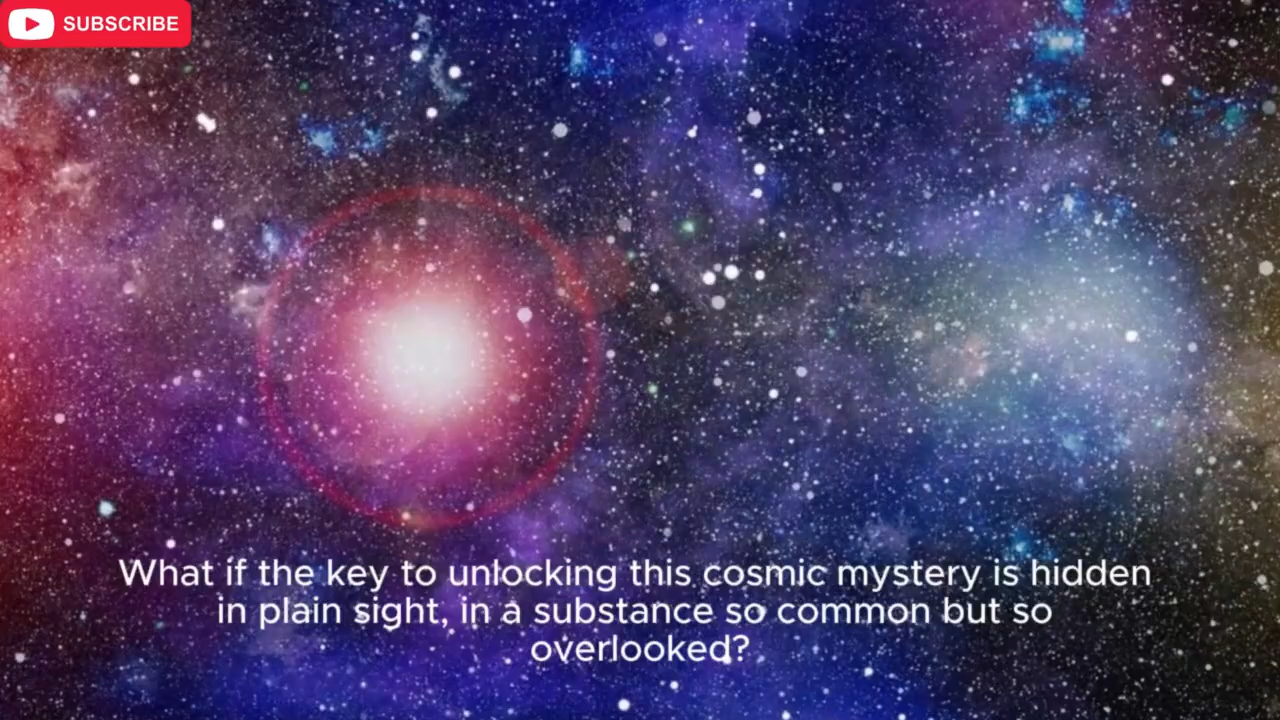 SUBSCRIBE
What if the key to unlocking this cosmic mystery is hidden
in plain sight, in a substance so common but so
overlooked?